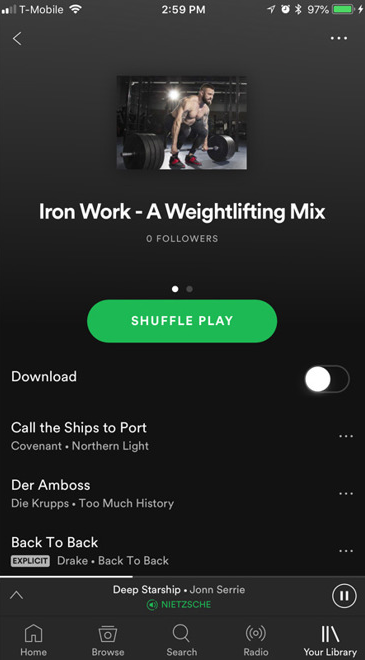 T-Mobile 2:59 PM 97%
Iron Work - A Weightlifting Mix
0 FOLLOWERS
SHUFFLE PLAY
Download
Call the Ships to Port
Covenant • Northern Light
Der Amboss
Die Krupps • Too Much History
Back To Back
EXPLICIT Drake • Back To Back
Deep Starship • Jonn Serrie
NIETZSCHE
Home Browse Search Radio Your Library